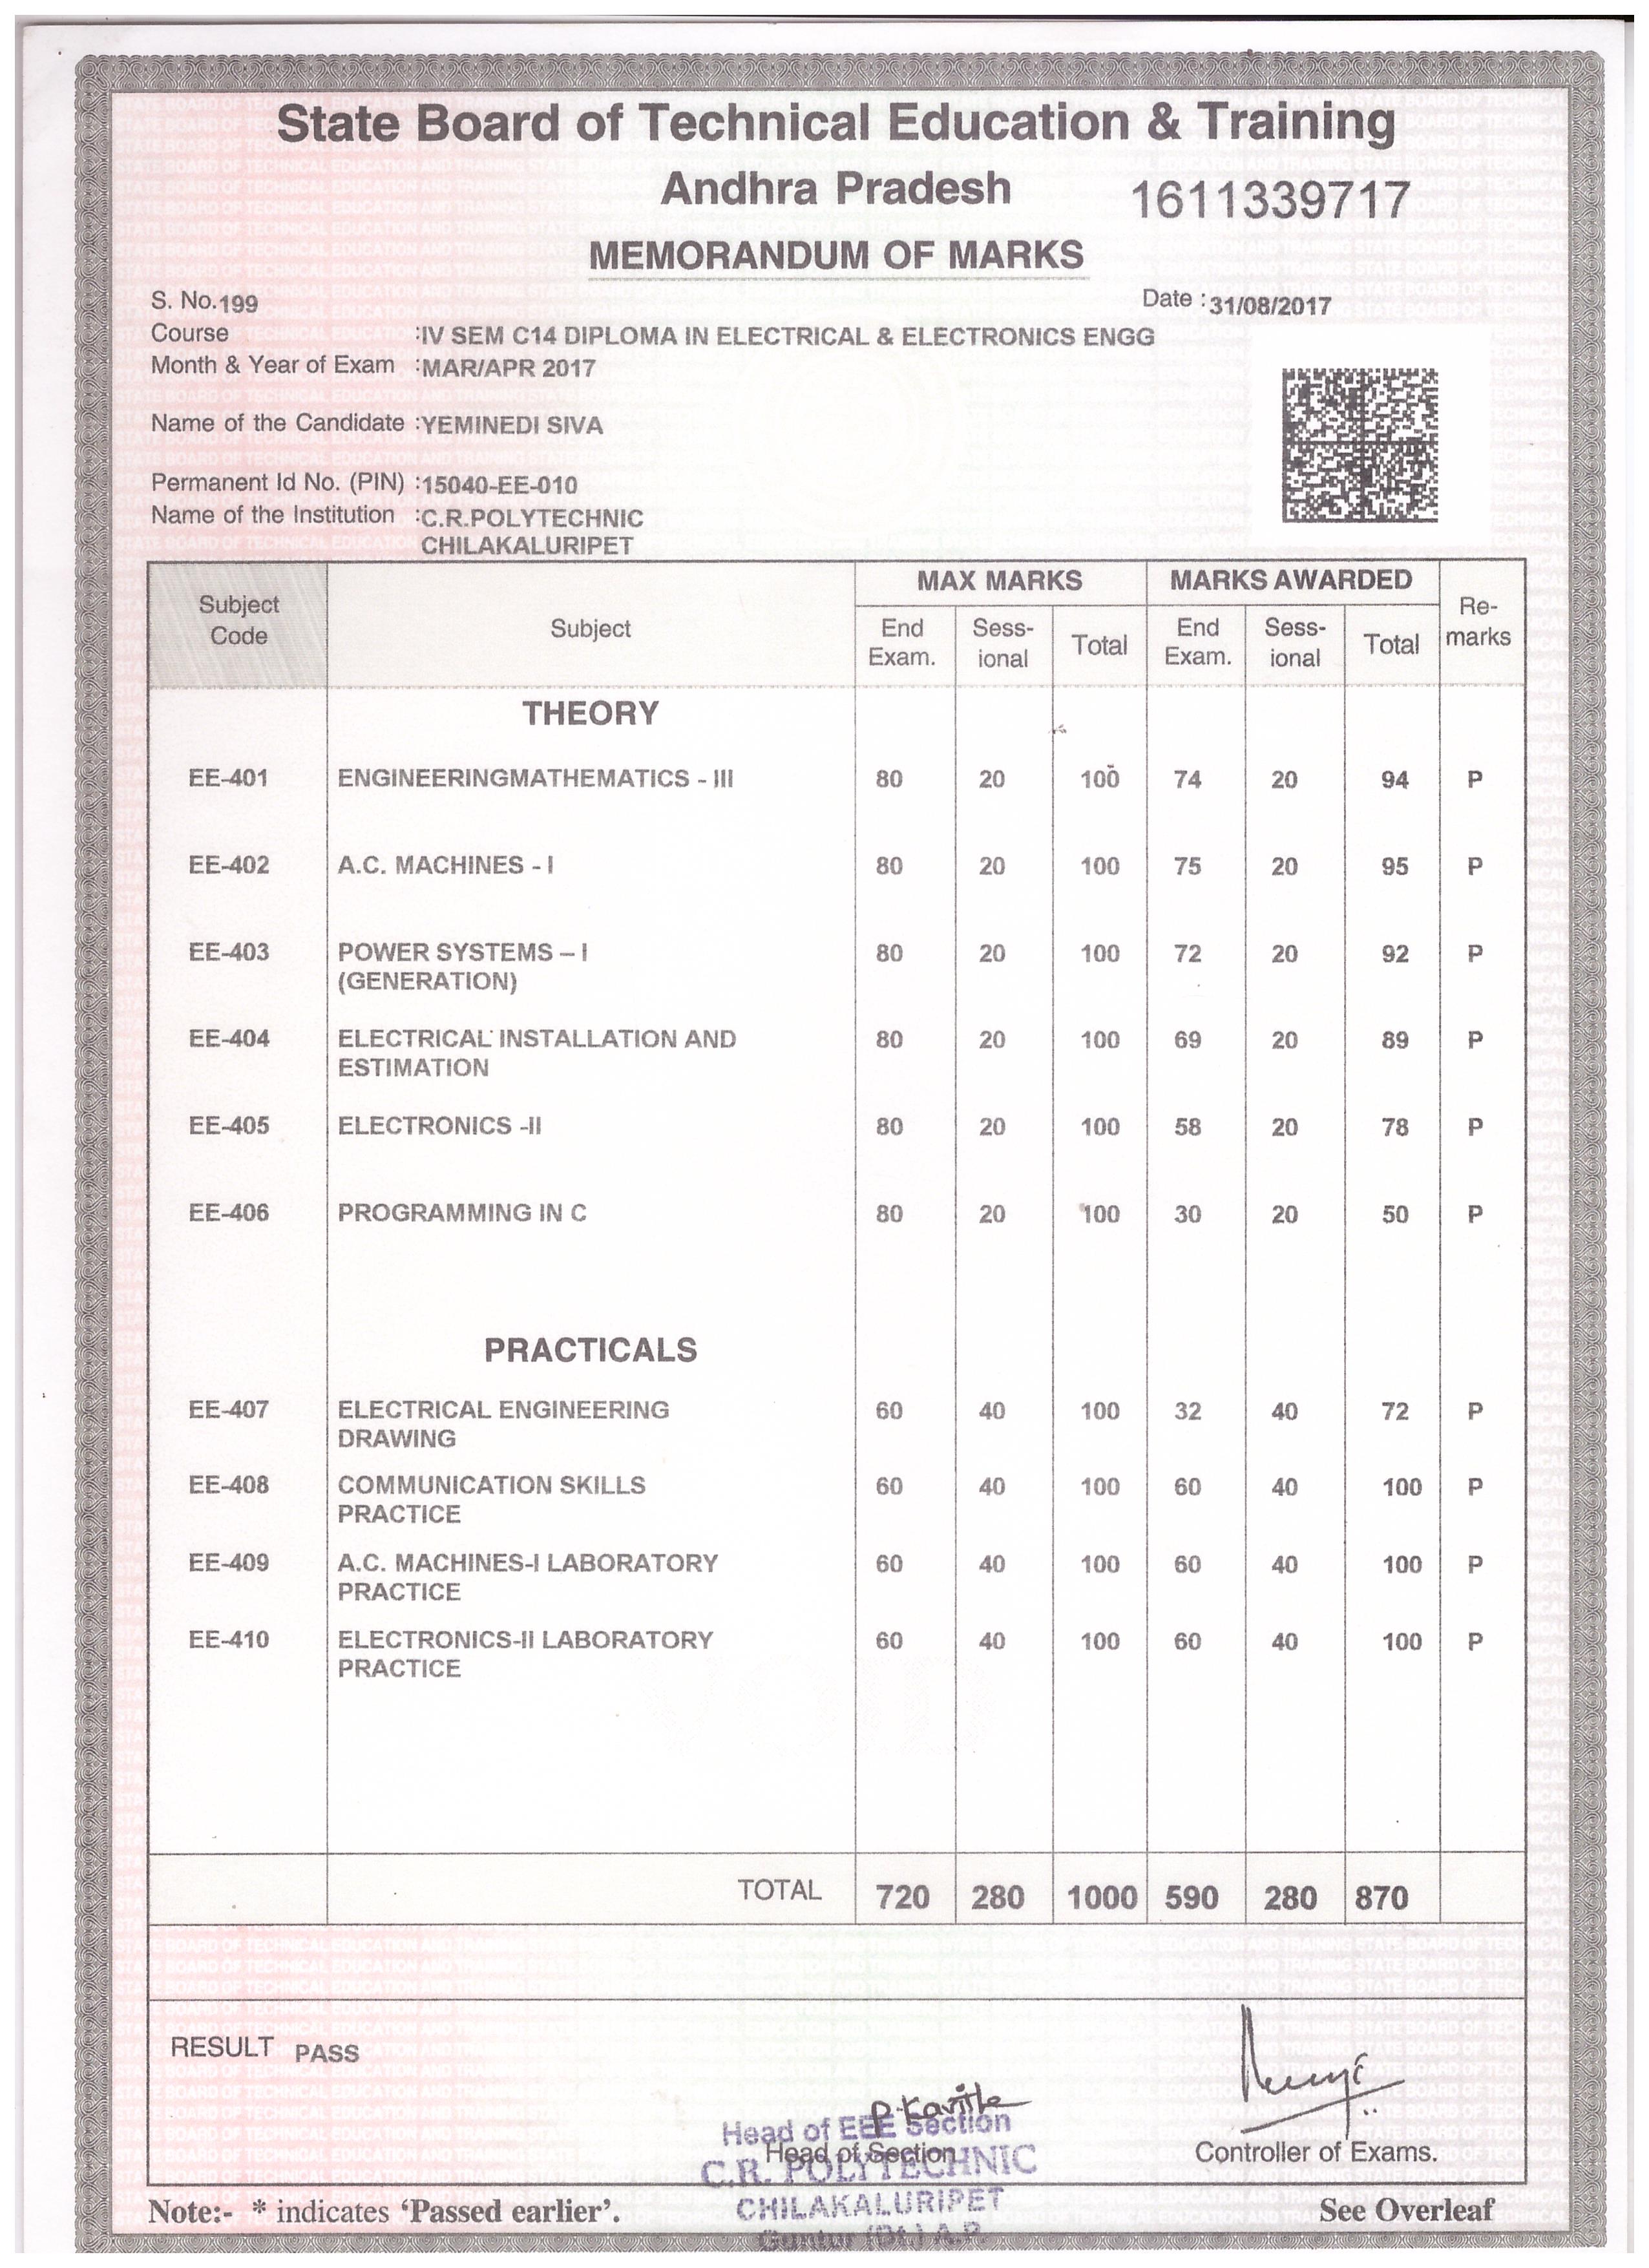 State Board of Technical Education & Training
Andhra Pradesh 1611339717
MEMORANDUM OF MARKS
S. No.199 Date :31/08/2017
Course :IV SEM C14 DIPLOMA IN ELECTRICAL & ELECTRONICS ENGG
Month & Year of Exam :MAR/APR 2017
Name of the Candidate :YEMINEDI SIVA
Permanent Id No. (PIN) :15040-EE-010
Name of the Institution :C.R.POLYTECHNIC
CHILAKALURIPET
Subject Code Subject MAX MARKS MARKS AWARDED Re-marks
End Exam. Sess-ional Total End Exam. Sess-ional Total
THEORY
EE-401 ENGINEERINGMATHEMATICS - III 80 20 100 74 20 94 P
EE-402 A.C. MACHINES - I 80 20 100 75 20 95 P
EE-403 POWER SYSTEMS – I 80 20 100 72 20 92 P
(GENERATION)
EE-404 ELECTRICAL INSTALLATION AND 80 20 100 69 20 89 P
ESTIMATION
EE-405 ELECTRONICS -II 80 20 100 58 20 78 P
EE-406 PROGRAMMING IN C 80 20 100 30 20 50 P
PRACTICALS
EE-407 ELECTRICAL ENGINEERING 60 40 100 32 40 72 P
DRAWING
EE-408 COMMUNICATION SKILLS 60 40 100 60 40 100 P
PRACTICE
EE-409 A.C. MACHINES-I LABORATORY 60 40 100 60 40 100 P
PRACTICE
EE-410 ELECTRONICS-II LABORATORY 60 40 100 60 40 100 P
PRACTICE
TOTAL 720 280 1000 590 280 870
RESULT PASS
P. Kavitha
Head of EEE Section
Head of Section Controller of Exams.
C.R. POLYTECHNIC
CHILAKALURIPET
Guntur (Dt.) A.P.
Note:- * indicates ‘Passed earlier’. See Overleaf